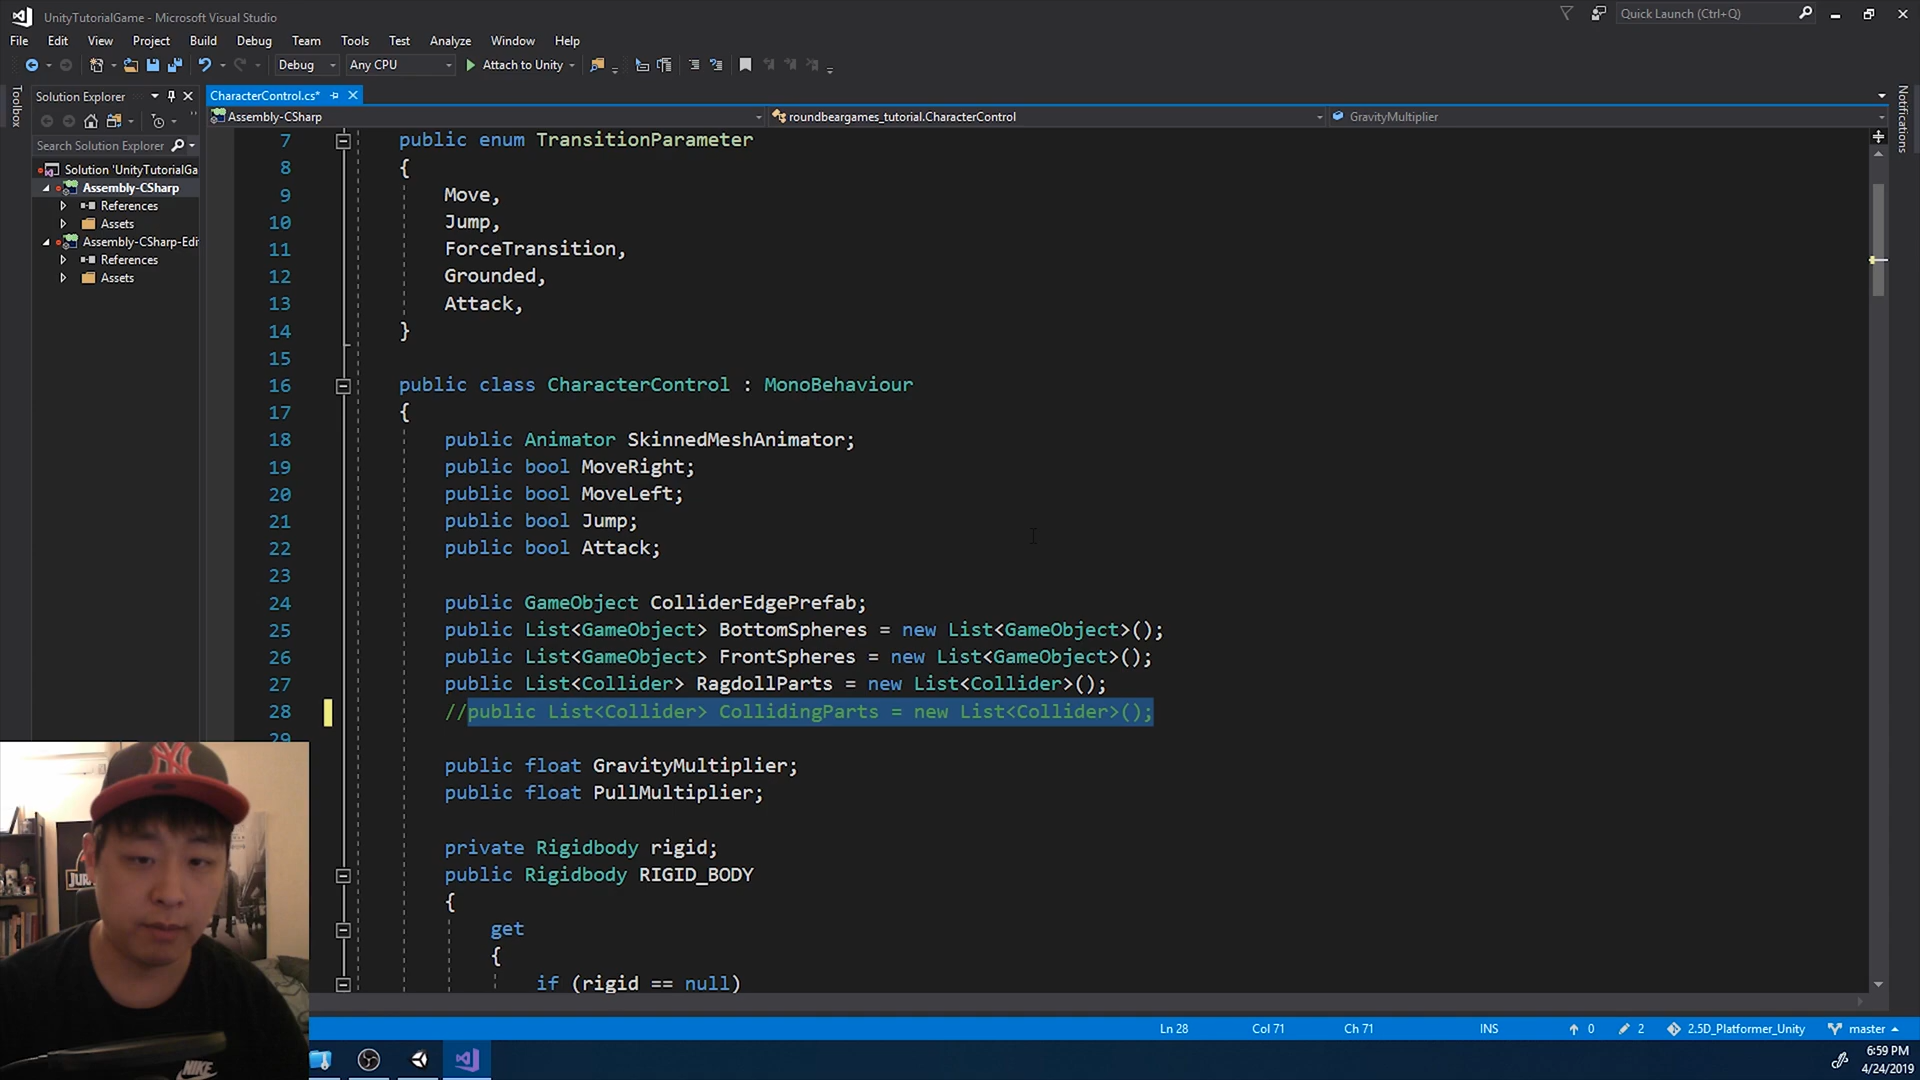 UnityTutorialGame - Microsoft Visual Studio
Quick Launch (Ctrl+Q)
File Edit View Project Build Debug Team Tools Test Analyze Window Help
Debug Any CPU Attach to Unity
Toolbox
Solution Explorer
CharacterControl.cs*
Notifications
Assembly-CSharp
roundbeargames_tutorial.CharacterControl
GravityMultiplier
Search Solution Explorer
Solution 'UnityTutorialGa
Assembly-CSharp
References
Assets
Assembly-CSharp-Edi
References
Assets
7 public enum TransitionParameter
8 {
9 Move,
10 Jump,
11 ForceTransition,
12 Grounded,
13 Attack,
14 }
15
16 public class CharacterControl : MonoBehaviour
17 {
18 public Animator SkinnedMeshAnimator;
19 public bool MoveRight;
20 public bool MoveLeft;
21 public bool Jump;
22 public bool Attack;
23
24 public GameObject ColliderEdgePrefab;
25 public List<GameObject> BottomSpheres = new List<GameObject>();
26 public List<GameObject> FrontSpheres = new List<GameObject>();
27 public List<Collider> RagdollParts = new List<Collider>();
28 //public List<Collider> CollidingParts = new List<Collider>();
29
public float GravityMultiplier;
public float PullMultiplier;
private Rigidbody rigid;
public Rigidbody RIGID_BODY
{
get
{
if (rigid == null)
Ln 28 Col 71 Ch 71 INS 0 2 2.5D_Platformer_Unity master
6:59 PM
4/24/2019
NIKE